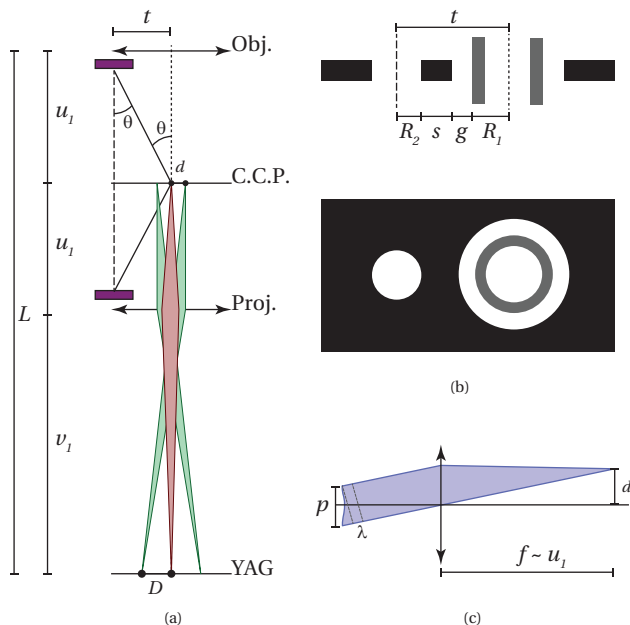 t
Obj.
u₁
θ
θ
d
C.C.P.
L
u₁
Proj.
v₁
D
YAG
(a)
t
R₂
s
g
R₁
(b)
p
λ
d
f ~ u₁
(c)